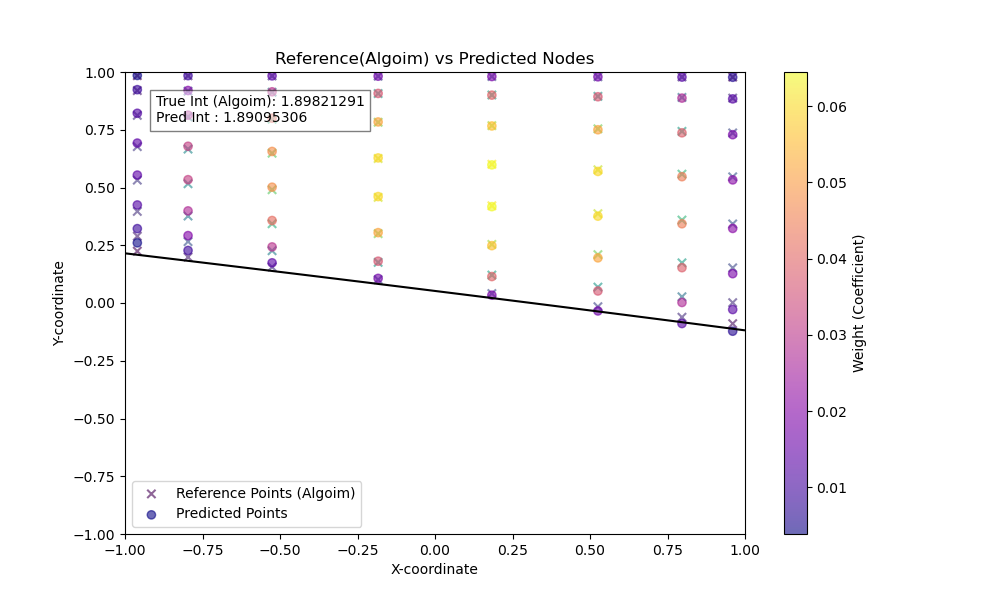 Reference(Algoim) vs Predicted Nodes
True Int (Algoim): 1.89821291
Pred Int : 1.89095306
1.00
0.75
0.50
0.25
0.00
−0.25
−0.50
−0.75
−1.00
Y-coordinate
Reference Points (Algoim)
Predicted Points
−1.00 −0.75 −0.50 −0.25 0.00 0.25 0.50 0.75 1.00
X-coordinate
0.06
0.05
0.04
0.03
0.02
0.01
Weight (Coefficient)